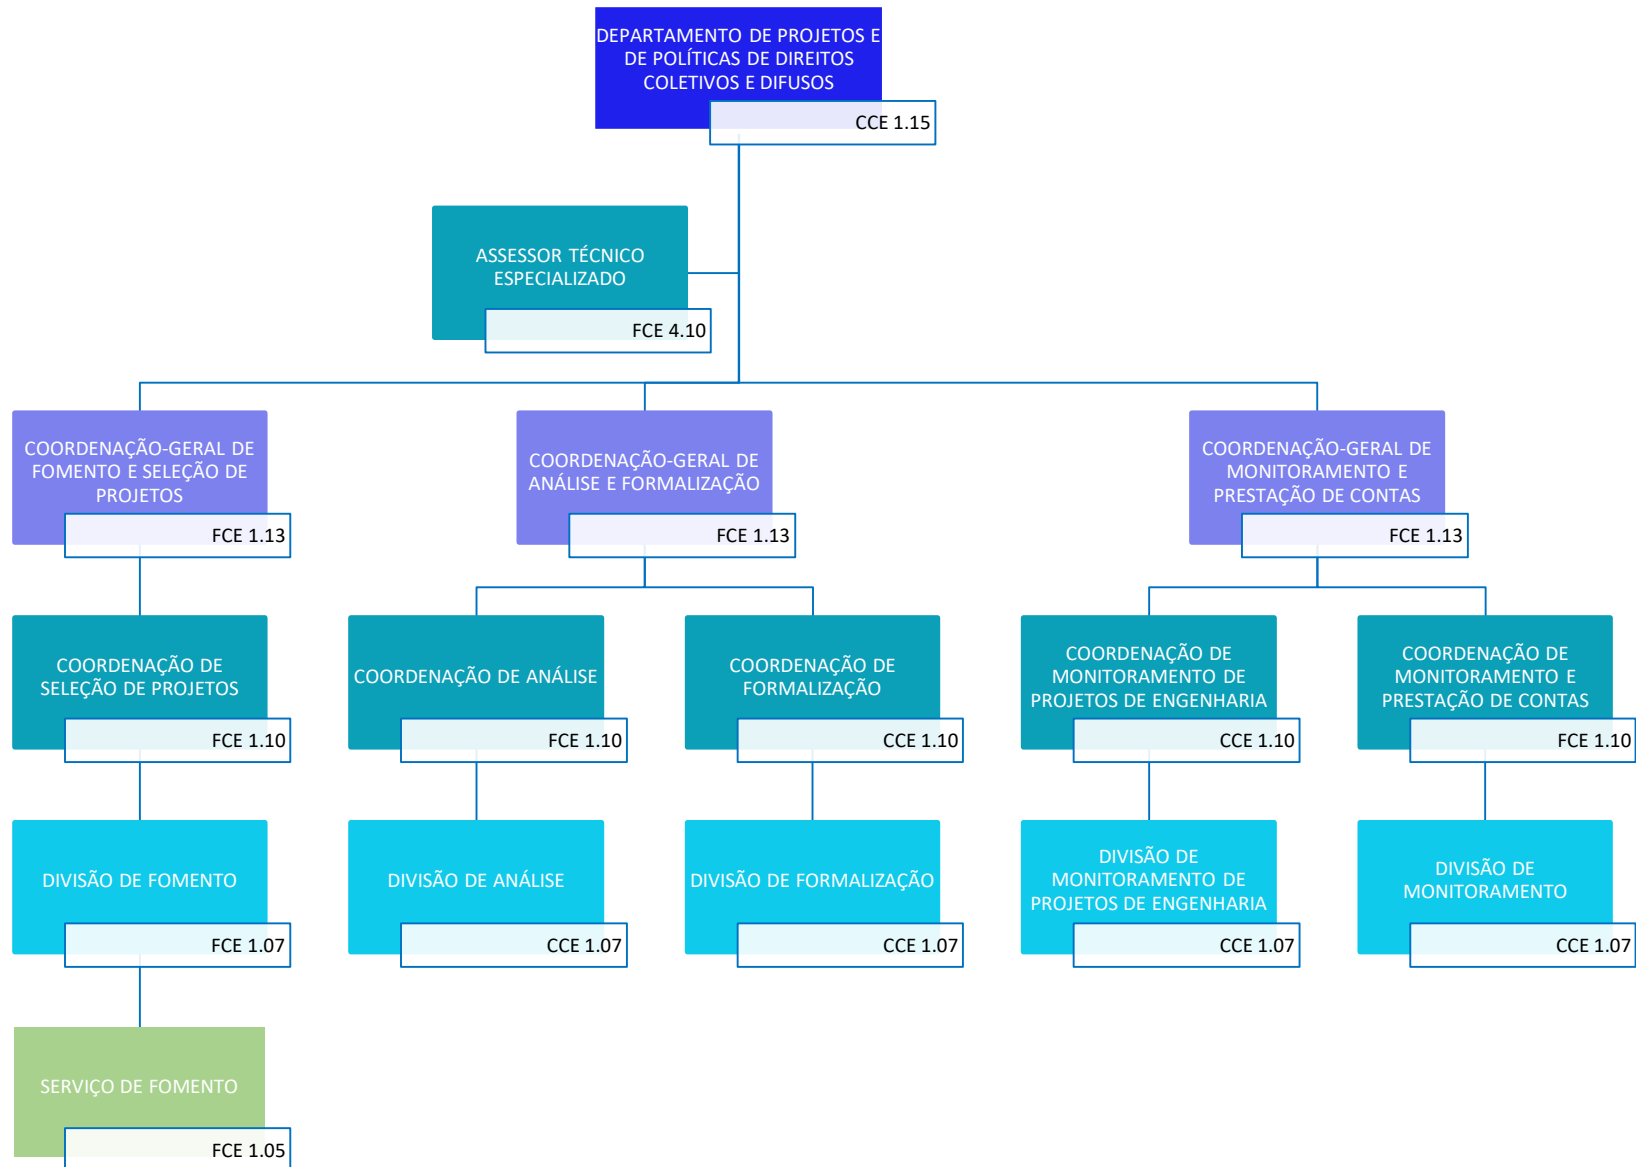 DEPARTAMENTO DE PROJETOS E
DE POLÍTICAS DE DIREITOS
COLETIVOS E DIFUSOS
CCE 1.15
ASSESSOR TÉCNICO
ESPECIALIZADO
FCE 4.10
COORDENAÇÃO-GERAL DE
FOMENTO E SELEÇÃO DE
PROJETOS
FCE 1.13
COORDENAÇÃO-GERAL DE
ANÁLISE E FORMALIZAÇÃO
FCE 1.13
COORDENAÇÃO-GERAL DE
MONITORAMENTO E
PRESTAÇÃO DE CONTAS
FCE 1.13
COORDENAÇÃO DE
SELEÇÃO DE PROJETOS
FCE 1.10
COORDENAÇÃO DE ANÁLISE
FCE 1.10
COORDENAÇÃO DE
FORMALIZAÇÃO
CCE 1.10
COORDENAÇÃO DE
MONITORAMENTO DE
PROJETOS DE ENGENHARIA
CCE 1.10
COORDENAÇÃO DE
MONITORAMENTO E
PRESTAÇÃO DE CONTAS
FCE 1.10
DIVISÃO DE FOMENTO
FCE 1.07
DIVISÃO DE ANÁLISE
CCE 1.07
DIVISÃO DE FORMALIZAÇÃO
CCE 1.07
DIVISÃO DE
MONITORAMENTO DE
PROJETOS DE ENGENHARIA
CCE 1.07
DIVISÃO DE
MONITORAMENTO
CCE 1.07
SERVIÇO DE FOMENTO
FCE 1.05